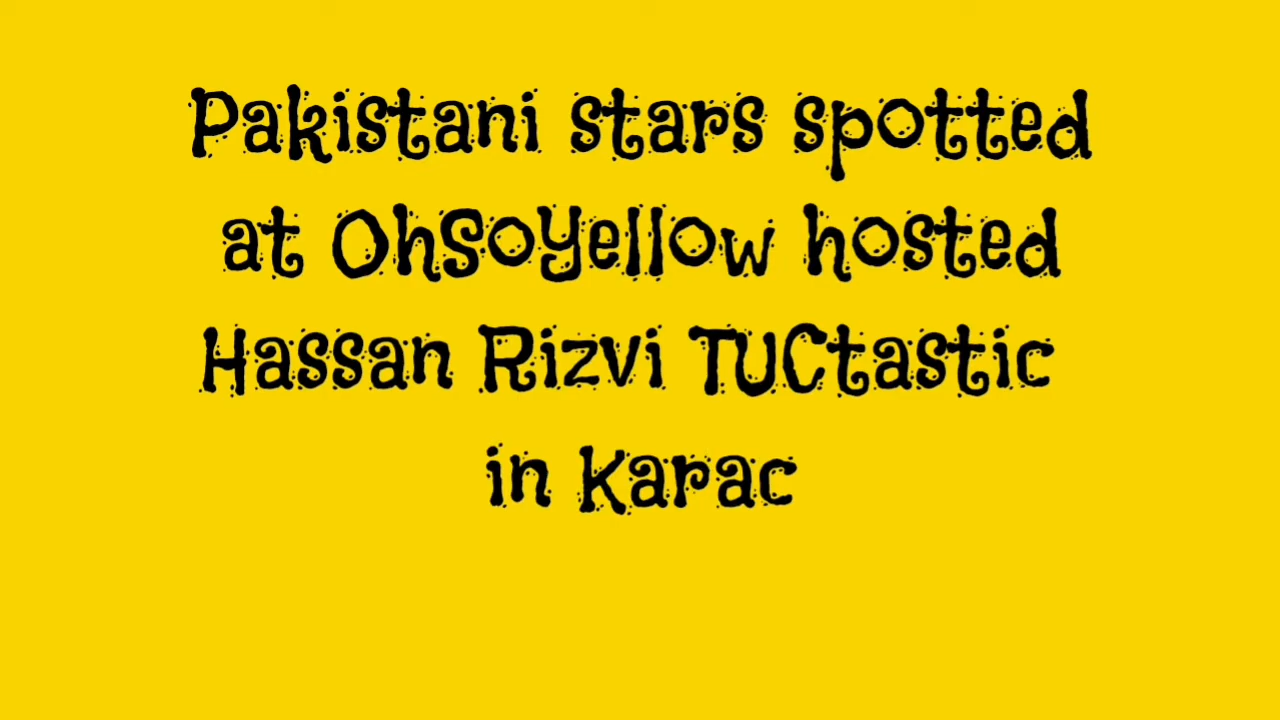 Pakistani stars spotted
at OhSoYellow hosted
Hassan Rizvi TUCtastic
in Karac